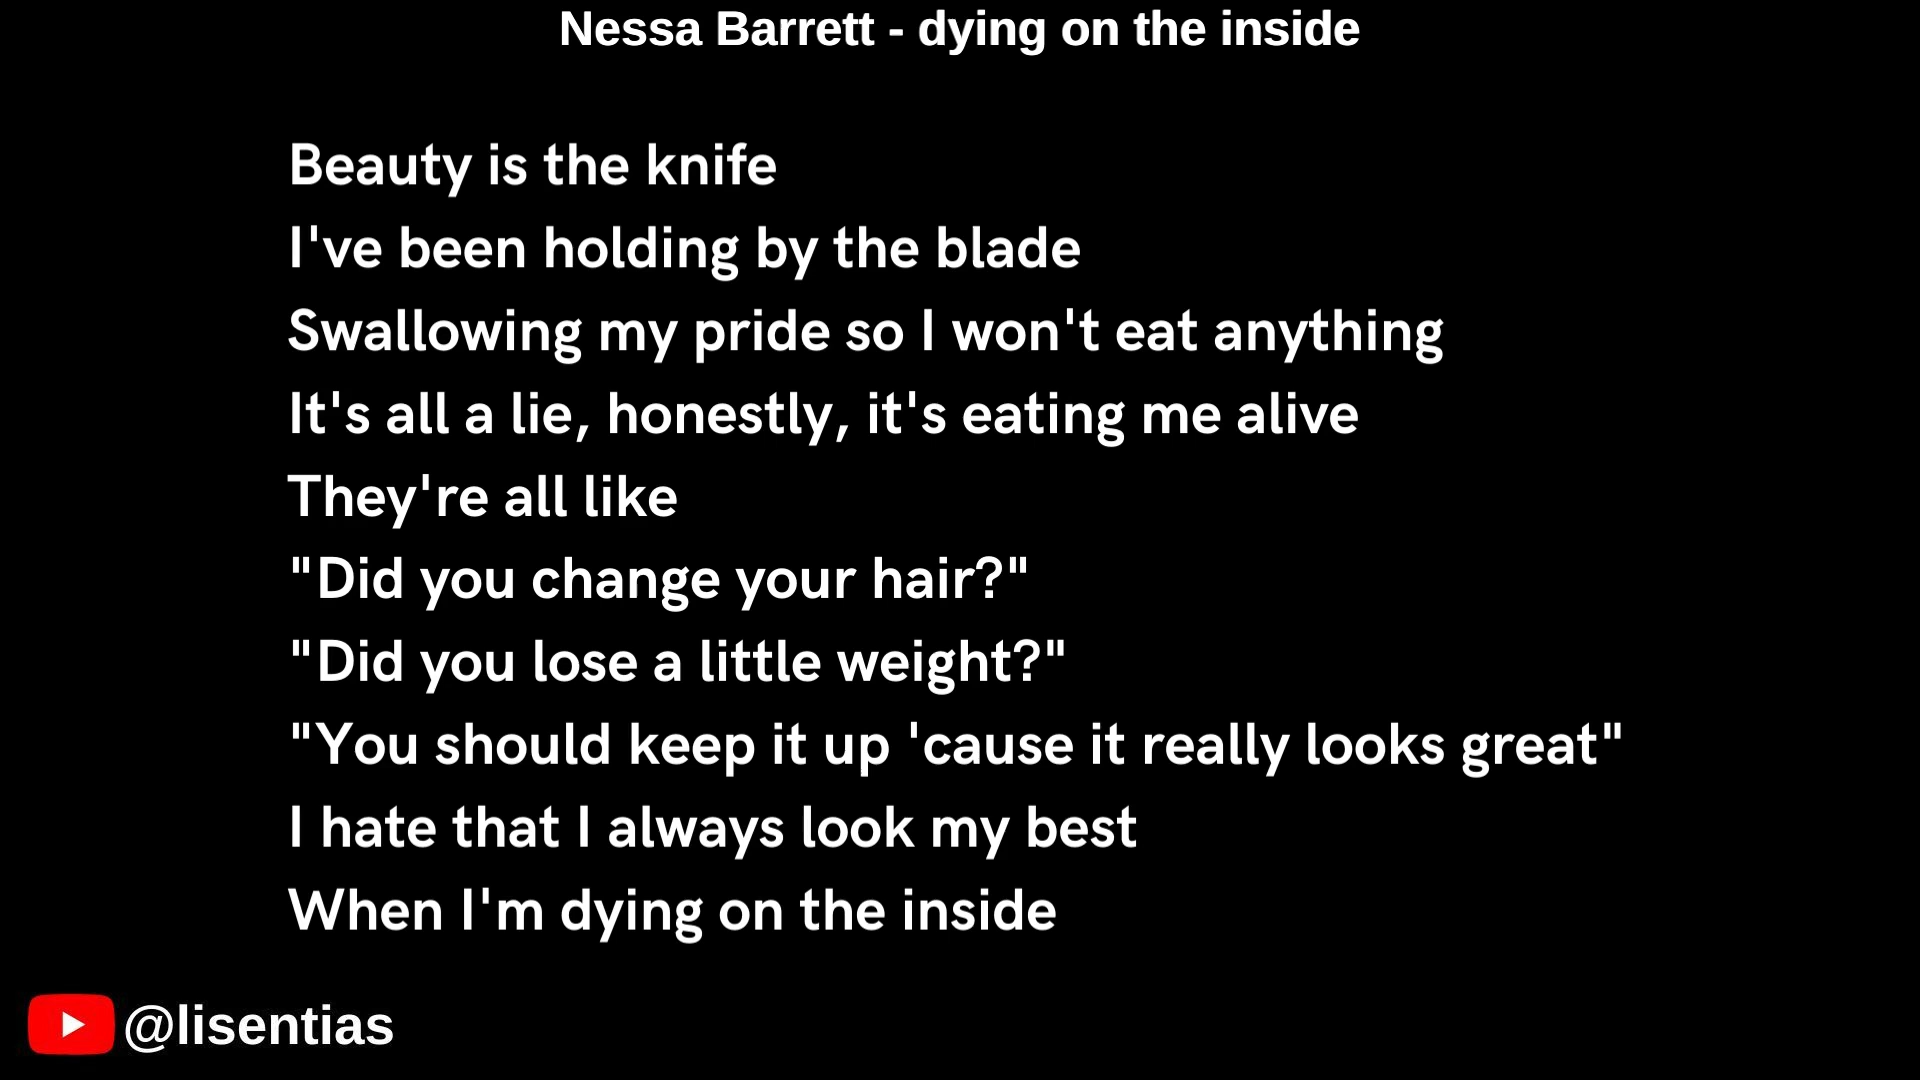 Nessa Barrett - dying on the inside
Beauty is the knife
I've been holding by the blade
Swallowing my pride so I won't eat anything
It's all a lie, honestly, it's eating me alive
They're all like
"Did you change your hair?"
"Did you lose a little weight?"
"You should keep it up 'cause it really looks great"
I hate that I always look my best
When I'm dying on the inside
@lisentias